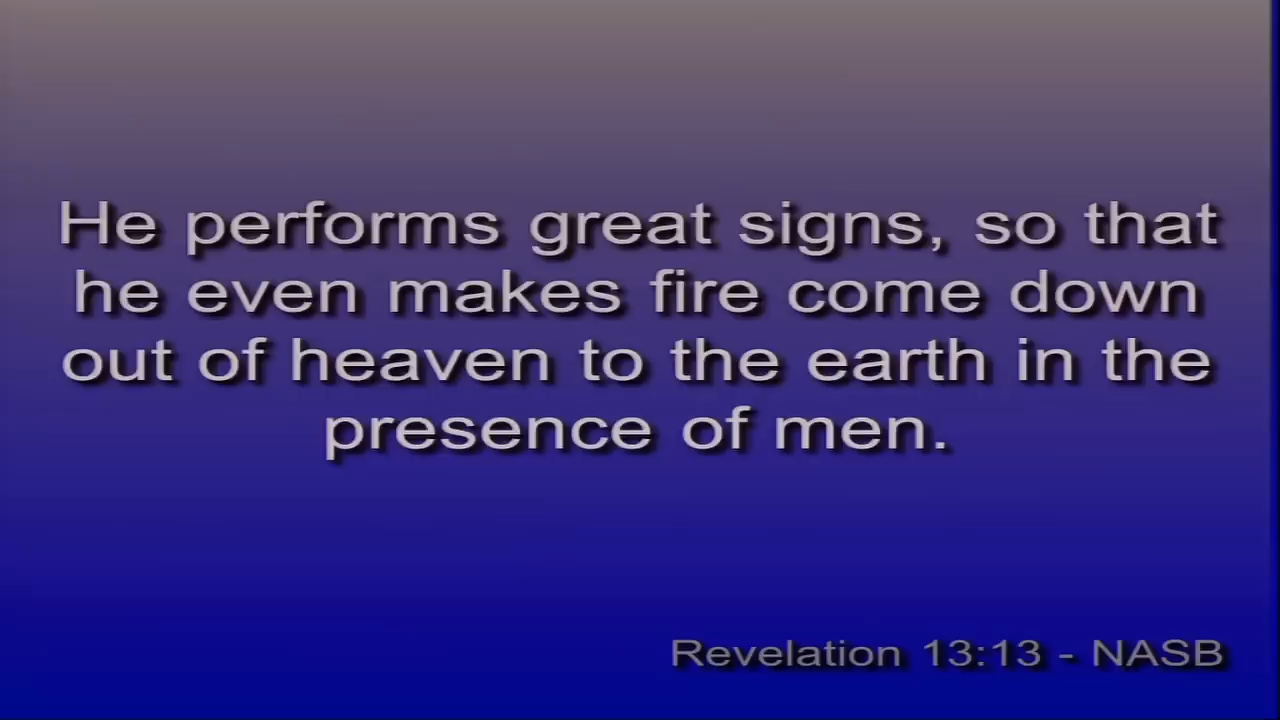 He performs great signs, so that
he even makes fire come down
out of heaven to the earth in the
presence of men.
Revelation 13:13 - NASB